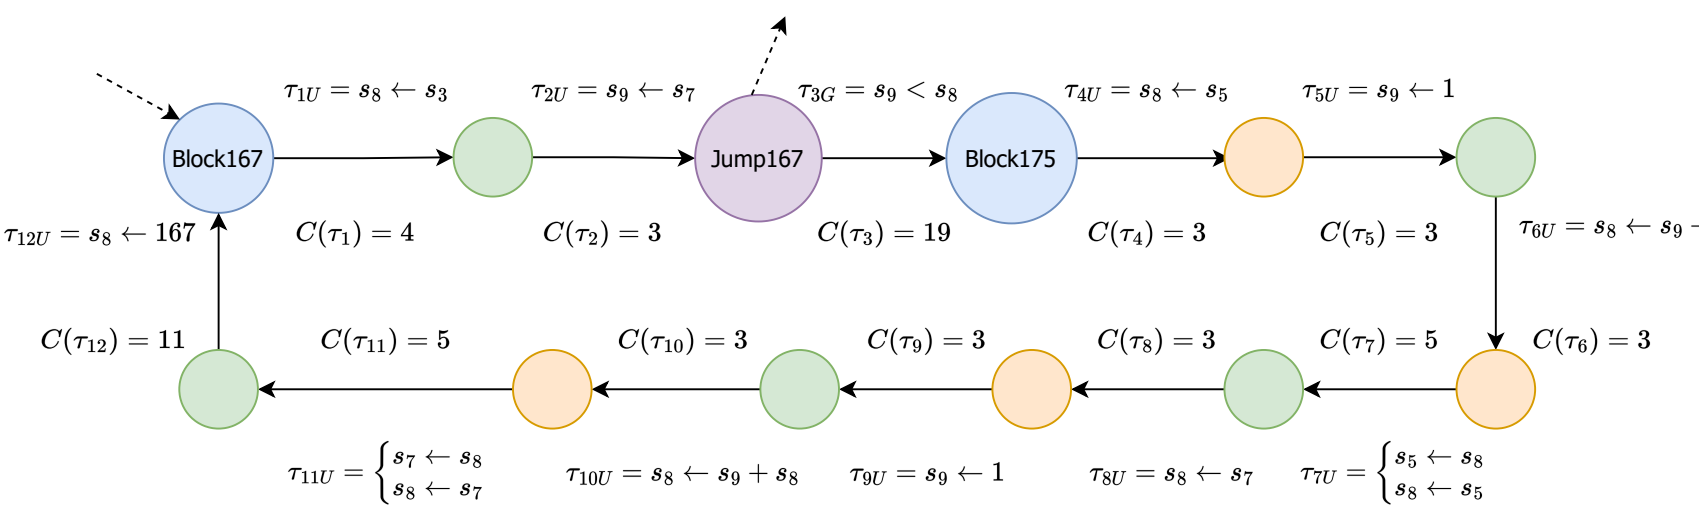 τ1U = s8 ← s3
τ2U = s9 ← s7
τ3G = s9 < s8
τ4U = s8 ← s5
τ5U = s9 ← 1
Block167
Jump167
Block175
τ12U = s8 ← 167
C(τ1) = 4
C(τ2) = 3
C(τ3) = 19
C(τ4) = 3
C(τ5) = 3
τ6U = s8 ← s9 -
C(τ12) = 11
C(τ11) = 5
C(τ10) = 3
C(τ9) = 3
C(τ8) = 3
C(τ7) = 5
C(τ6) = 3
τ11U = { s7 ← s8
s8 ← s7
τ10U = s8 ← s9 + s8
τ9U = s9 ← 1
τ8U = s8 ← s7
τ7U = { s5 ← s8
s8 ← s5